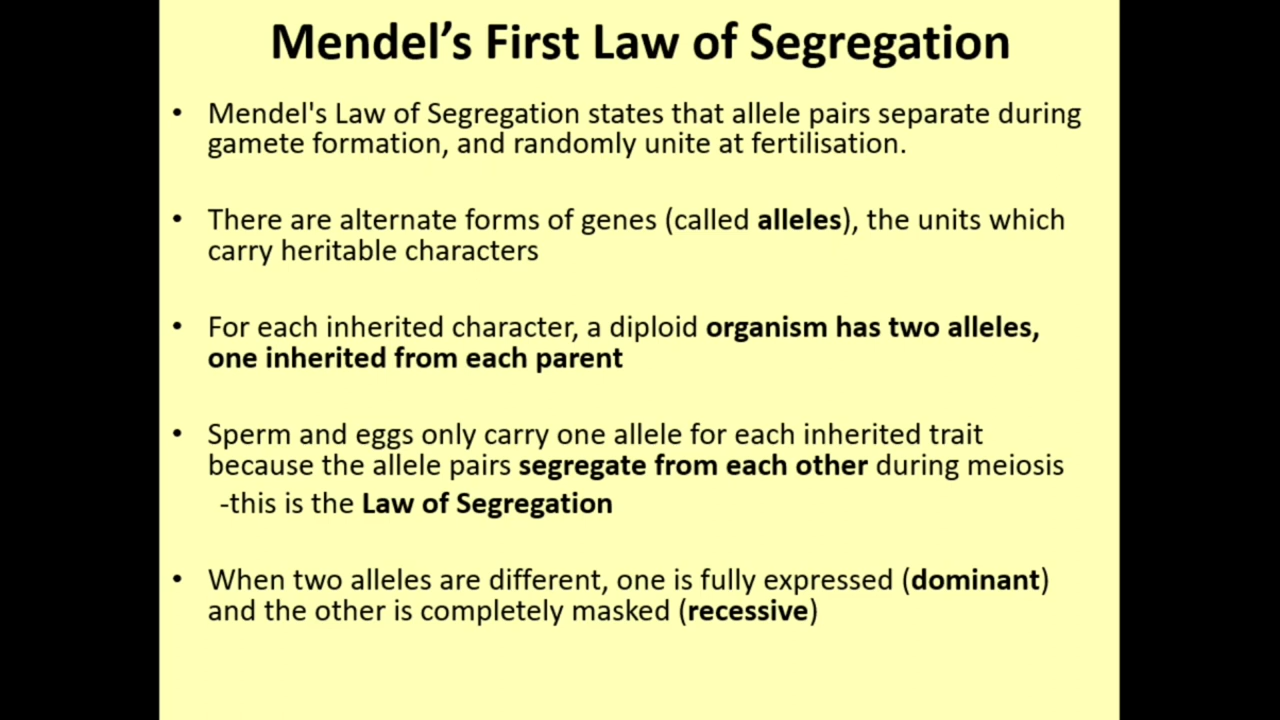 Mendel’s First Law of Segregation
• Mendel's Law of Segregation states that allele pairs separate during
gamete formation, and randomly unite at fertilisation.
• There are alternate forms of genes (called alleles), the units which
carry heritable characters
• For each inherited character, a diploid organism has two alleles,
one inherited from each parent
• Sperm and eggs only carry one allele for each inherited trait
because the allele pairs segregate from each other during meiosis
-this is the Law of Segregation
• When two alleles are different, one is fully expressed (dominant)
and the other is completely masked (recessive)